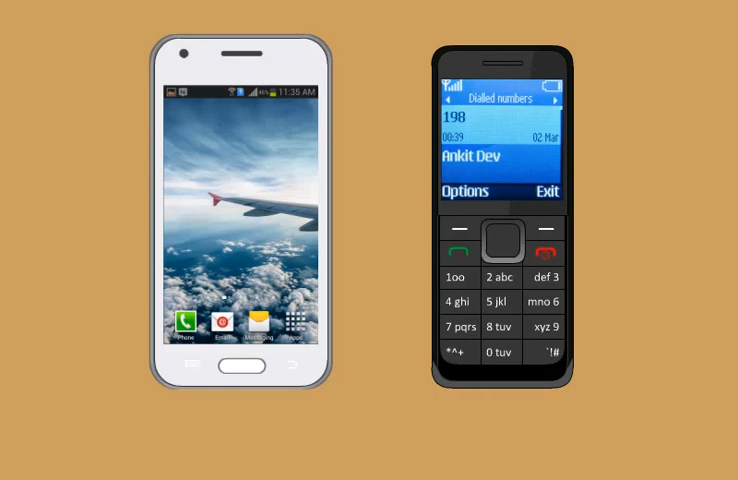 11:35 AM
Phone
Email
Messaging
Apps
Dialled numbers
198
00:39 02 Mar
Ankit Dev
Options Exit
1oo 2 abc def 3
4 ghi 5 jkl mno 6
7 pqrs 8 tuv xyz 9
*^+ 0 tuv `!#